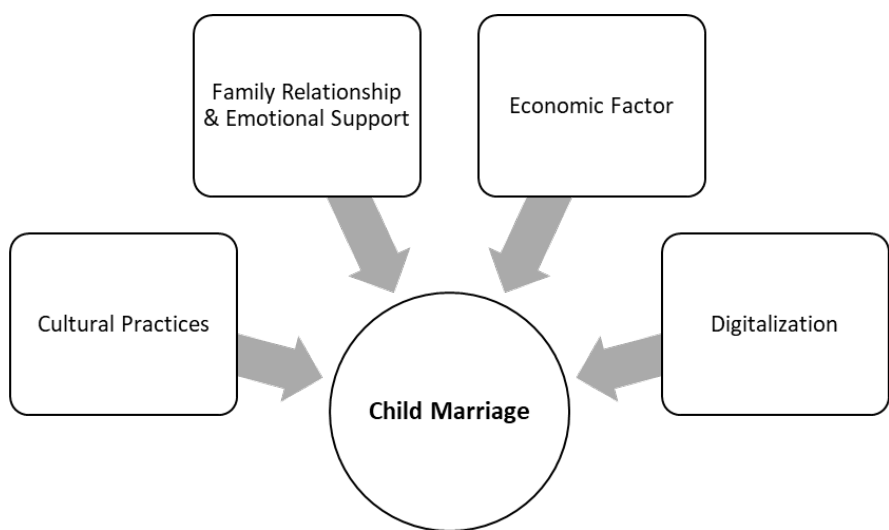 Family Relationship
& Emotional Support
Economic Factor
Cultural Practices
Digitalization
Child Marriage